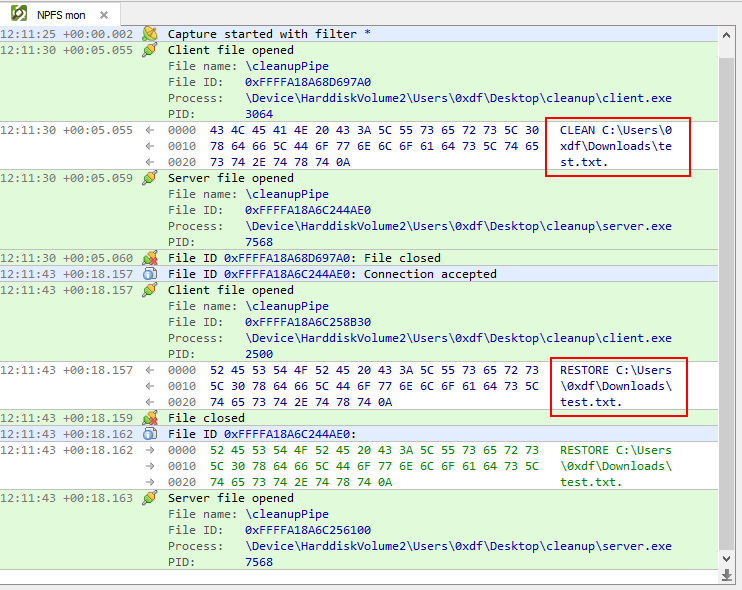 NPFS mon
12:11:25 +00:00.002 Capture started with filter *
12:11:30 +00:05.055 Client file opened
File name: \cleanupPipe
File ID: 0xFFFFA18A68D697A0
Process: \Device\HarddiskVolume2\Users\0xdf\Desktop\cleanup\client.exe
PID: 3064
12:11:30 +00:05.055 ← 0000 43 4C 45 41 4E 20 43 3A 5C 55 73 65 72 73 5C 30 CLEAN C:\Users\0
← 0010 78 64 66 5C 44 6F 77 6E 6C 6F 61 64 73 5C 74 65 xdf\Downloads\te
← 0020 73 74 2E 74 78 74 0A st.txt.
12:11:30 +00:05.059 Server file opened
File name: \cleanupPipe
File ID: 0xFFFFA18A6C244AE0
Process: \Device\HarddiskVolume2\Users\0xdf\Desktop\cleanup\server.exe
PID: 7568
12:11:30 +00:05.060 File ID 0xFFFFA18A68D697A0: File closed
12:11:43 +00:18.157 File ID 0xFFFFA18A6C244AE0: Connection accepted
12:11:43 +00:18.157 Client file opened
File name: \cleanupPipe
File ID: 0xFFFFA18A6C258B30
Process: \Device\HarddiskVolume2\Users\0xdf\Desktop\cleanup\client.exe
PID: 2500
12:11:43 +00:18.157 ← 0000 52 45 53 54 4F 52 45 20 43 3A 5C 55 73 65 72 73 RESTORE C:\Users
← 0010 5C 30 78 64 66 5C 44 6F 77 6E 6C 6F 61 64 73 5C \0xdf\Downloads\
← 0020 74 65 73 74 2E 74 78 74 0A test.txt.
12:11:43 +00:18.159 File closed
12:11:43 +00:18.162 File ID 0xFFFFA18A6C244AE0:
12:11:43 +00:18.162 → 0000 52 45 53 54 4F 52 45 20 43 3A 5C 55 73 65 72 73 RESTORE C:\Users
→ 0010 5C 30 78 64 66 5C 44 6F 77 6E 6C 6F 61 64 73 5C \0xdf\Downloads\
→ 0020 74 65 73 74 2E 74 78 74 0A test.txt.
12:11:43 +00:18.163 Server file opened
File name: \cleanupPipe
File ID: 0xFFFFA18A6C256100
Process: \Device\HarddiskVolume2\Users\0xdf\Desktop\cleanup\server.exe
PID: 7568